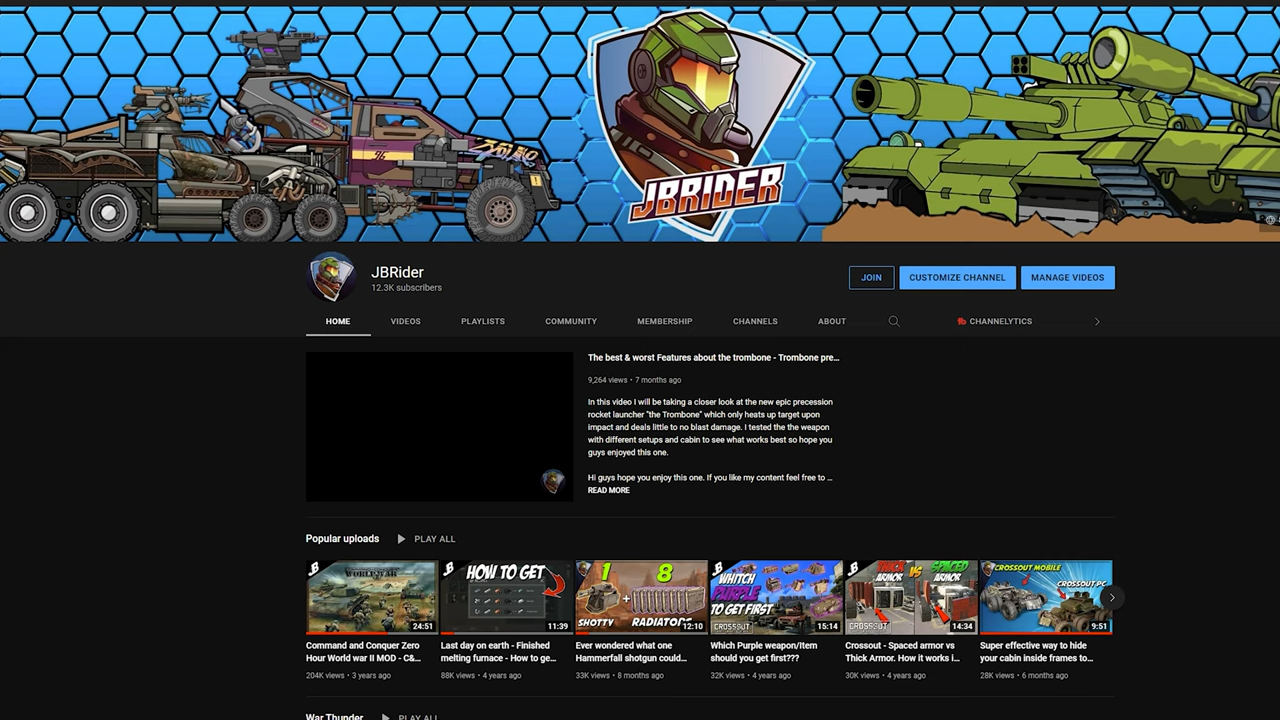 JBRIDER
JBRider
12.3K subscribers
JOIN
CUSTOMIZE CHANNEL
MANAGE VIDEOS
HOME
VIDEOS
PLAYLISTS
COMMUNITY
MEMBERSHIP
CHANNELS
ABOUT
CHANNELYTICS
The best & worst Features about the trombone - Trombone pre...
9,264 views • 7 months ago
In this video I will be taking a closer look at the new epic precession
rocket launcher "the Trombone" which only heats up target upon
impact and deals little to no blast damage. I tested the the weapon
with different setups and cabin to see what works best so hope you
guys enjoyed this one.
Hi guys hope you enjoy this one. If you like my content feel free to ...
READ MORE
Popular uploads
PLAY ALL
WORLD WAR
24:51
Command and Conquer Zero
Hour World war II MOD - C&...
204K views • 3 years ago
HOW TO GET
11:39
Last day on earth - Finished
melting furnace - How to ge...
88K views • 4 years ago
1
8
+
SHOTTY
RADIATOR
12:10
Ever wondered what one
Hammerfall shotgun could...
33K views • 8 months ago
WHITCH
PURPLE
TO GET FIRST
CROSSOUT
15:14
Which Purple weapon/Item
should you get first???
32K views • 4 years ago
THICK
ARMOR
VS
SPACED
ARMOR
CROSSOUT
14:34
Crossout - Spaced armor vs
Thick Armor. How it works i...
30K views • 4 years ago
CROSSOUT MOBILE
CROSSOUT PC
9:51
Super effective way to hide
your cabin inside frames to...
28K views • 6 months ago
War Thunder
PLAY ALL